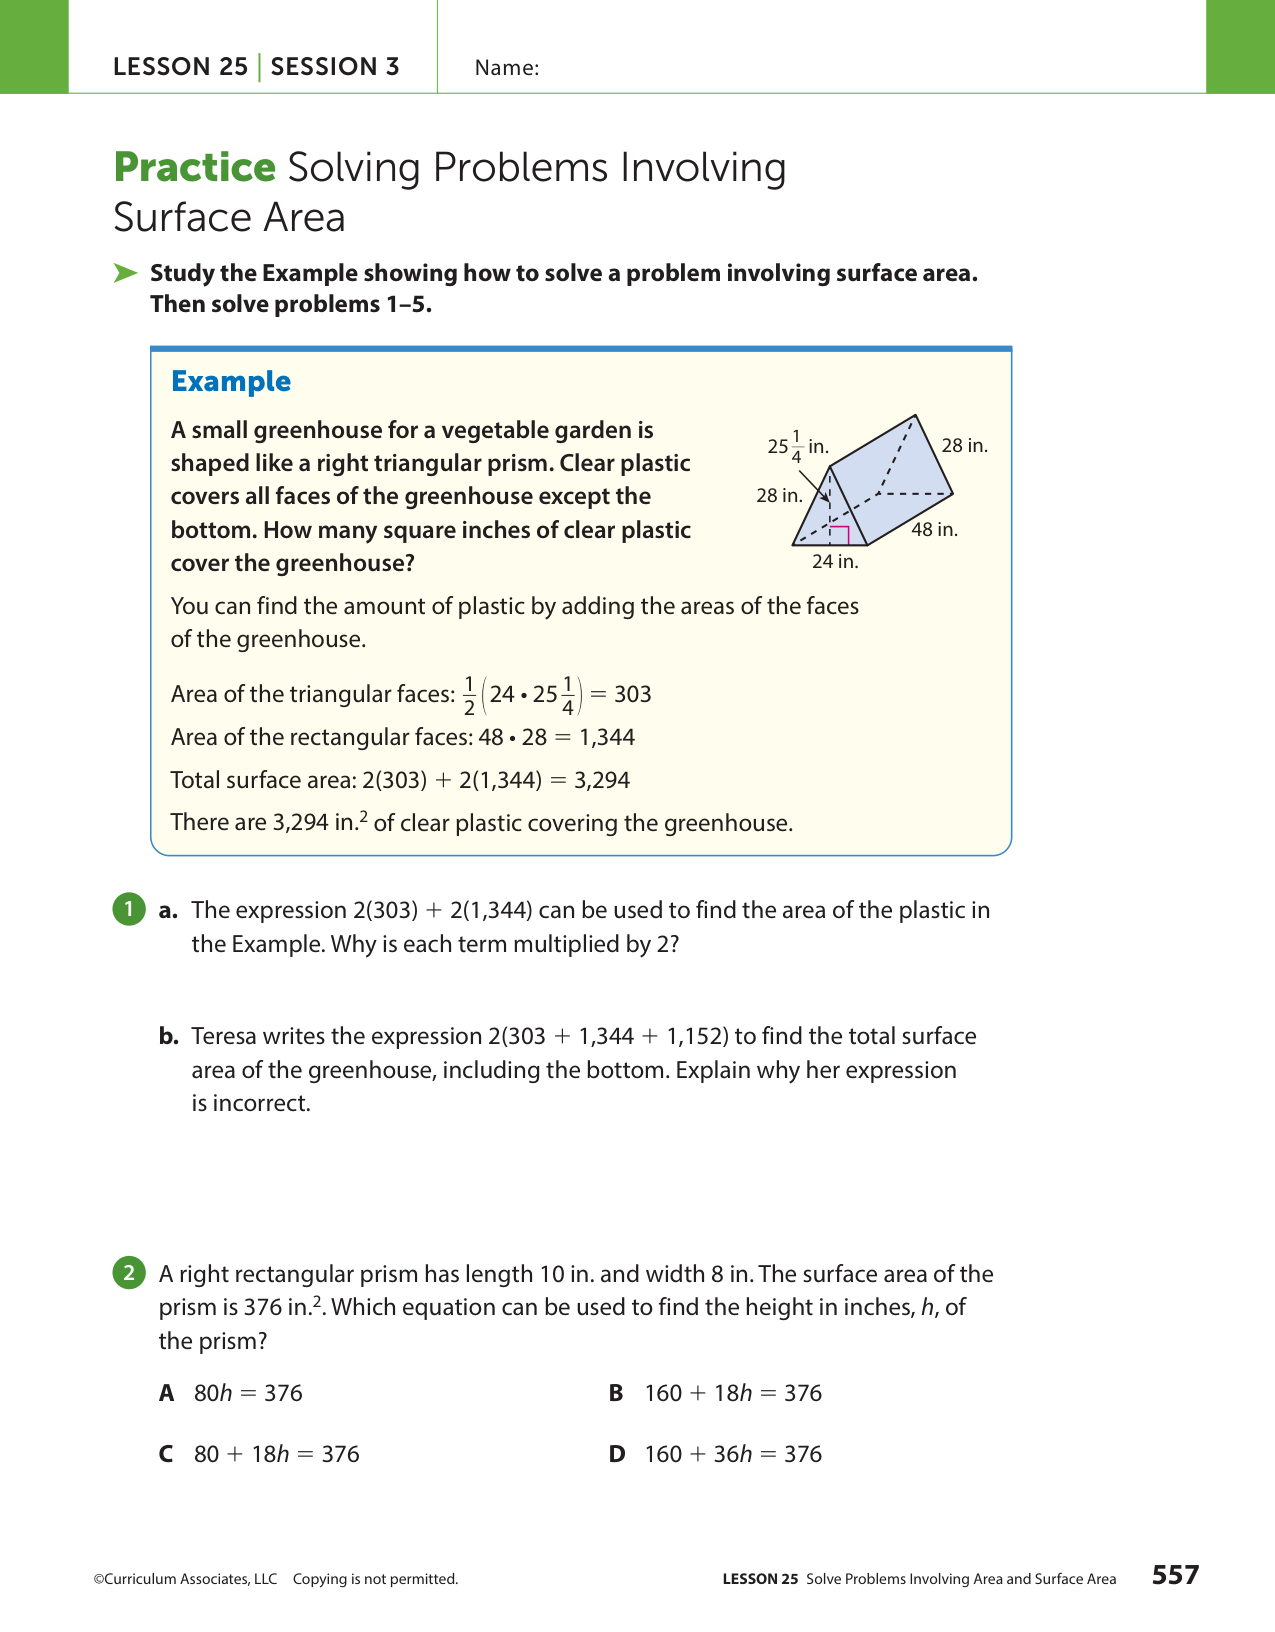 LESSON 25 | SESSION 3
Name:
Practice Solving Problems Involving
Surface Area
➤ Study the Example showing how to solve a problem involving surface area.
Then solve problems 1–5.
Example
A small greenhouse for a vegetable garden is
shaped like a right triangular prism. Clear plastic
covers all faces of the greenhouse except the
bottom. How many square inches of clear plastic
cover the greenhouse?
25 1/4 in.
28 in.
28 in.
48 in.
24 in.
You can find the amount of plastic by adding the areas of the faces
of the greenhouse.
Area of the triangular faces: 1/2 (24 • 25 1/4) = 303
Area of the rectangular faces: 48 • 28 = 1,344
Total surface area: 2(303) + 2(1,344) = 3,294
There are 3,294 in.² of clear plastic covering the greenhouse.
1 a. The expression 2(303) + 2(1,344) can be used to find the area of the plastic in
the Example. Why is each term multiplied by 2?
b. Teresa writes the expression 2(303 + 1,344 + 1,152) to find the total surface
area of the greenhouse, including the bottom. Explain why her expression
is incorrect.
2 A right rectangular prism has length 10 in. and width 8 in. The surface area of the
prism is 376 in.². Which equation can be used to find the height in inches, h, of
the prism?
A 80h = 376
B 160 + 18h = 376
C 80 + 18h = 376
D 160 + 36h = 376
©Curriculum Associates, LLC Copying is not permitted.
LESSON 25 Solve Problems Involving Area and Surface Area 557